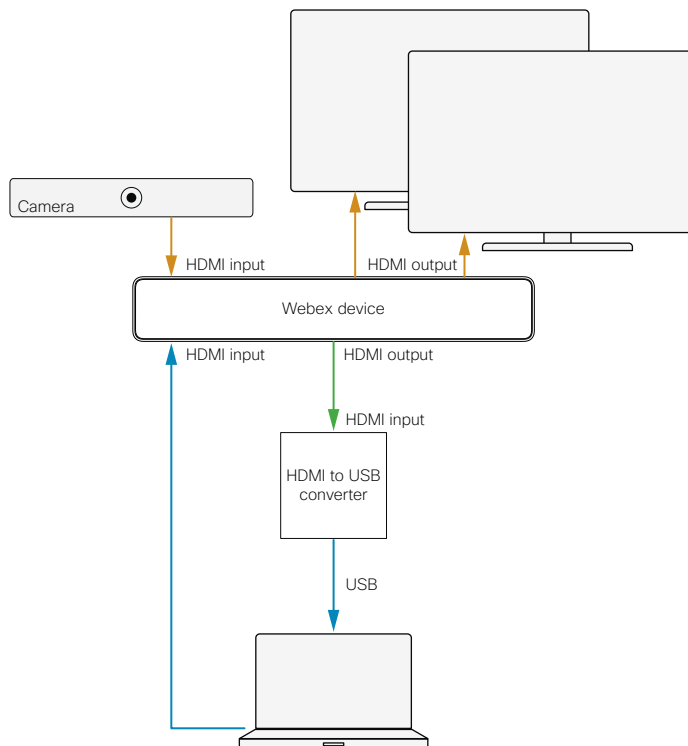 Camera
HDMI input
HDMI output
Webex device
HDMI input
HDMI output
HDMI input
HDMI to USB
converter
USB